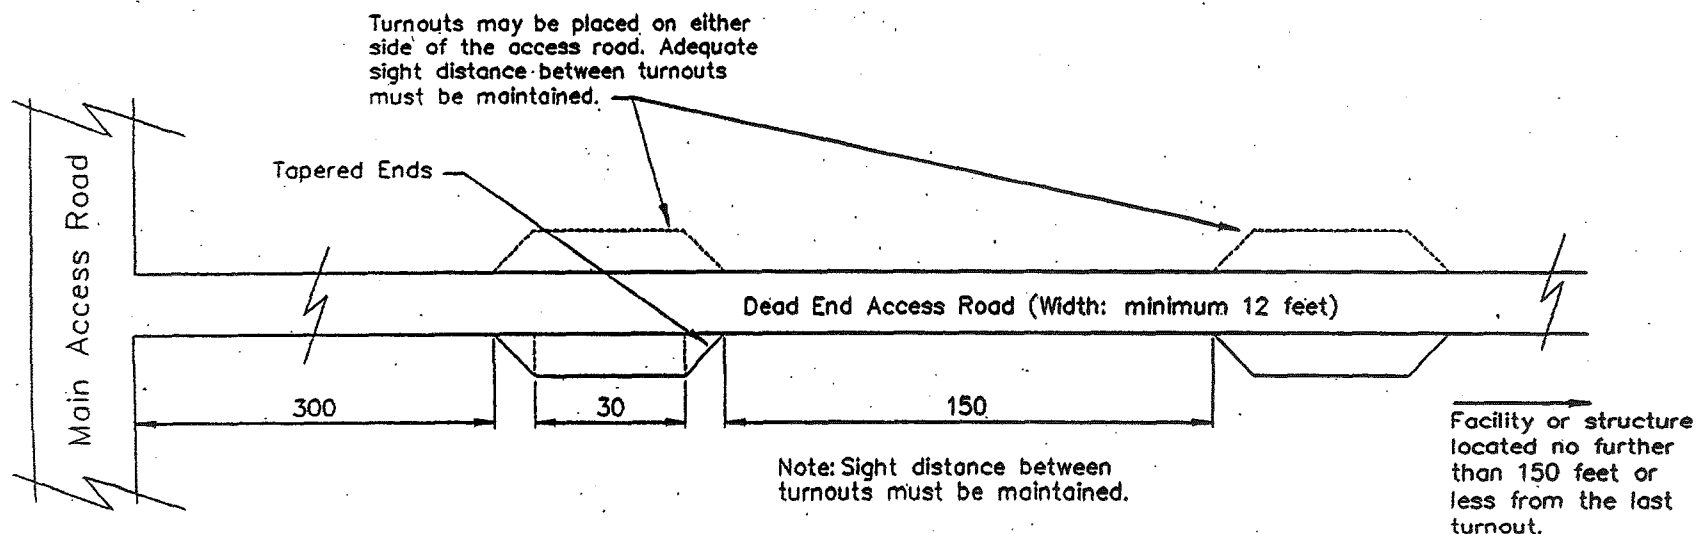 Turnouts may be placed on either
side of the access road. Adequate
sight distance between turnouts
must be maintained.
Tapered Ends
Main Access Road
Dead End Access Road (Width: minimum 12 feet)
300
30
150
Note: Sight distance between
turnouts must be maintained.
Facility or structure
located no further
than 150 feet or
less from the last
turnout.